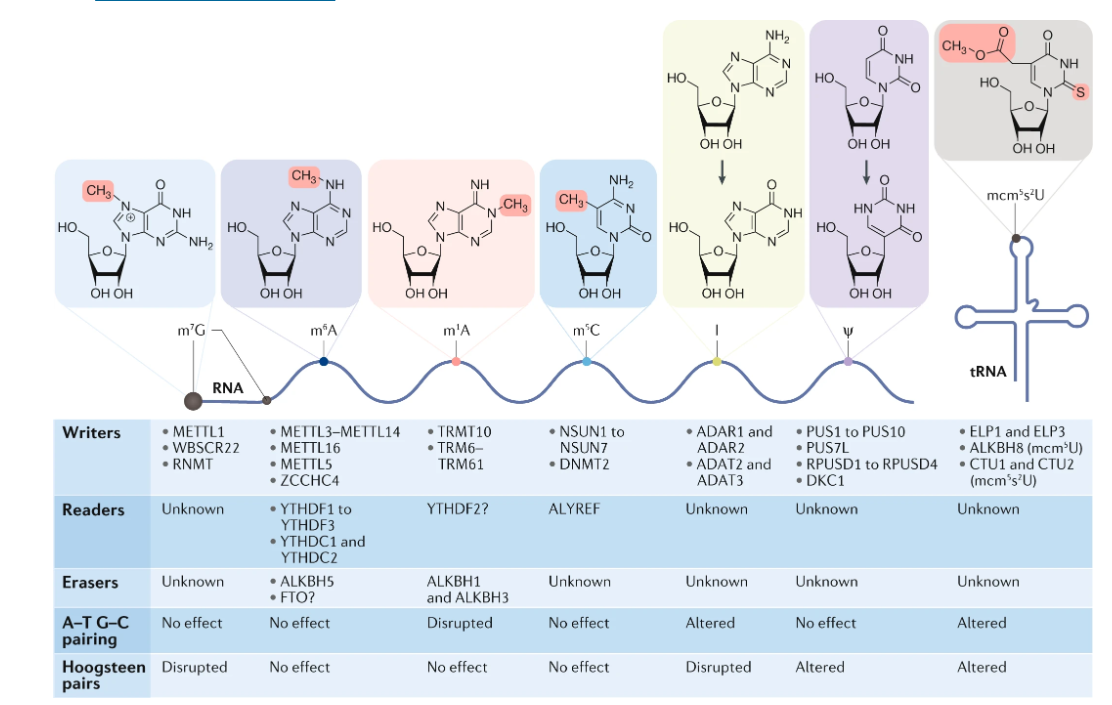 NH₂
N
N
N
N
HO
O
OH OH
O
NH
N
O
HO
O
OH OH
CH₃
O
O
O
NH
N
S
HO
O
OH OH
CH₃
N
⊕
O
NH
N
N
NH₂
HO
O
OH OH
CH₃
NH
N
N
N
N
HO
O
OH OH
NH
N
N
CH₃
N
N
HO
O
OH OH
CH₃
NH₂
N
N
O
HO
O
OH OH
O
N
NH
N
N
HO
O
OH OH
O
HN
NH
O
HO
O
OH OH
mcm⁵s²U
m⁷G
m⁶A
m¹A
m⁵C
I
ψ
RNA
tRNA
Writers
• METTL1
• WBSCR22
• RNMT
• METTL3–METTL14
• METTL16
• METTL5
• ZCCHC4
• TRMT10
• TRM6–
TRM61
• NSUN1 to
NSUN7
• DNMT2
• ADAR1 and
ADAR2
• ADAT2 and
ADAT3
• PUS1 to PUS10
• PUS7L
• RPUSD1 to RPUSD4
• DKC1
• ELP1 and ELP3
• ALKBH8 (mcm⁵U)
• CTU1 and CTU2
(mcm⁵s²U)
Readers
Unknown
• YTHDF1 to
YTHDF3
• YTHDC1 and
YTHDC2
YTHDF2?
ALYREF
Unknown
Unknown
Unknown
Erasers
Unknown
• ALKBH5
• FTO?
ALKBH1
and ALKBH3
Unknown
Unknown
Unknown
Unknown
A–T G–C
pairing
No effect
No effect
Disrupted
No effect
Altered
No effect
Altered
Hoogsteen
pairs
Disrupted
No effect
No effect
No effect
Disrupted
Altered
Altered